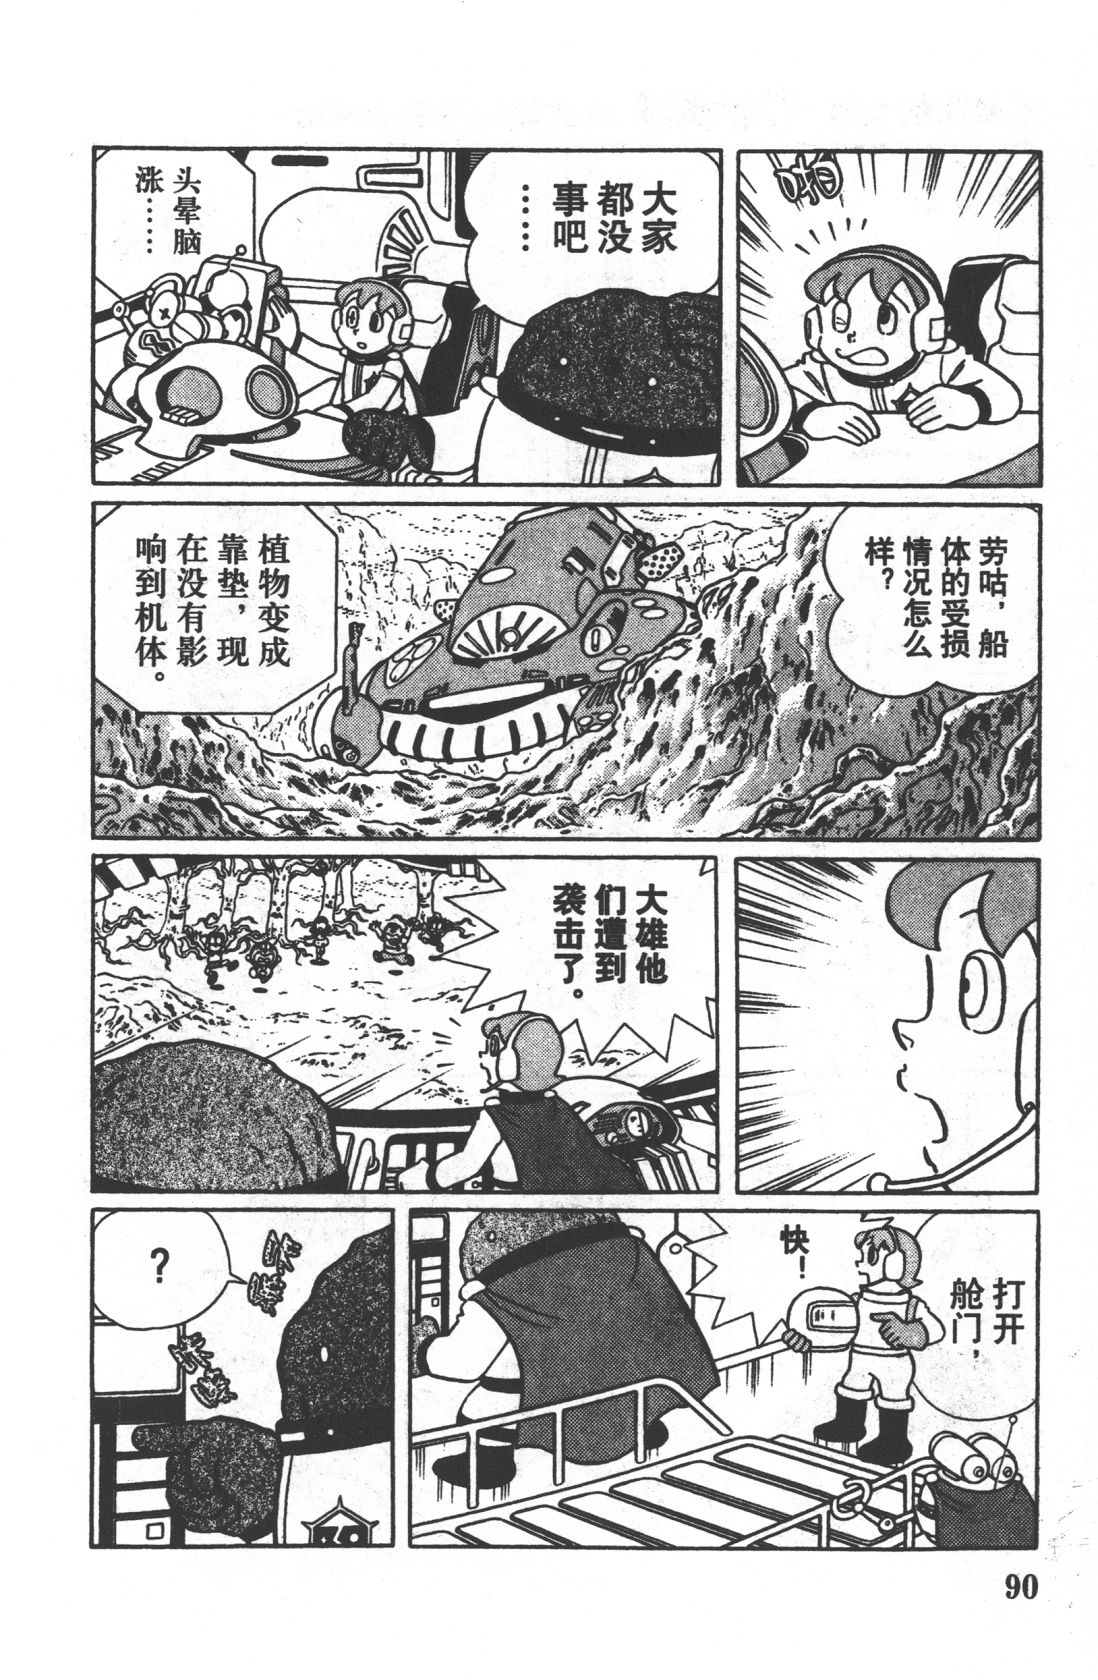 啪
大家
都没
事吧
……
头晕脑
涨……
劳咕，船
体的受损
情况怎么
样？
植物变成
靠垫，现
在没有影
响到机体。
大雄他
们遭到
袭击了。
打开
舱门，
快！
？
90